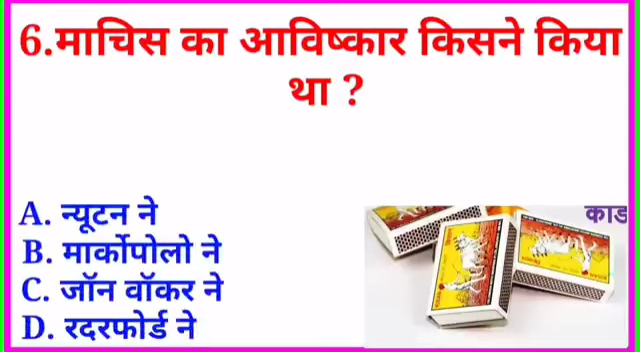 6.माचिस का आविष्कार किसने किया
था ?
A. न्यूटन ने
काड
B. मार्कोपोलो ने
C. जॉन वॉकर ने
D. रदरफोर्ड ने